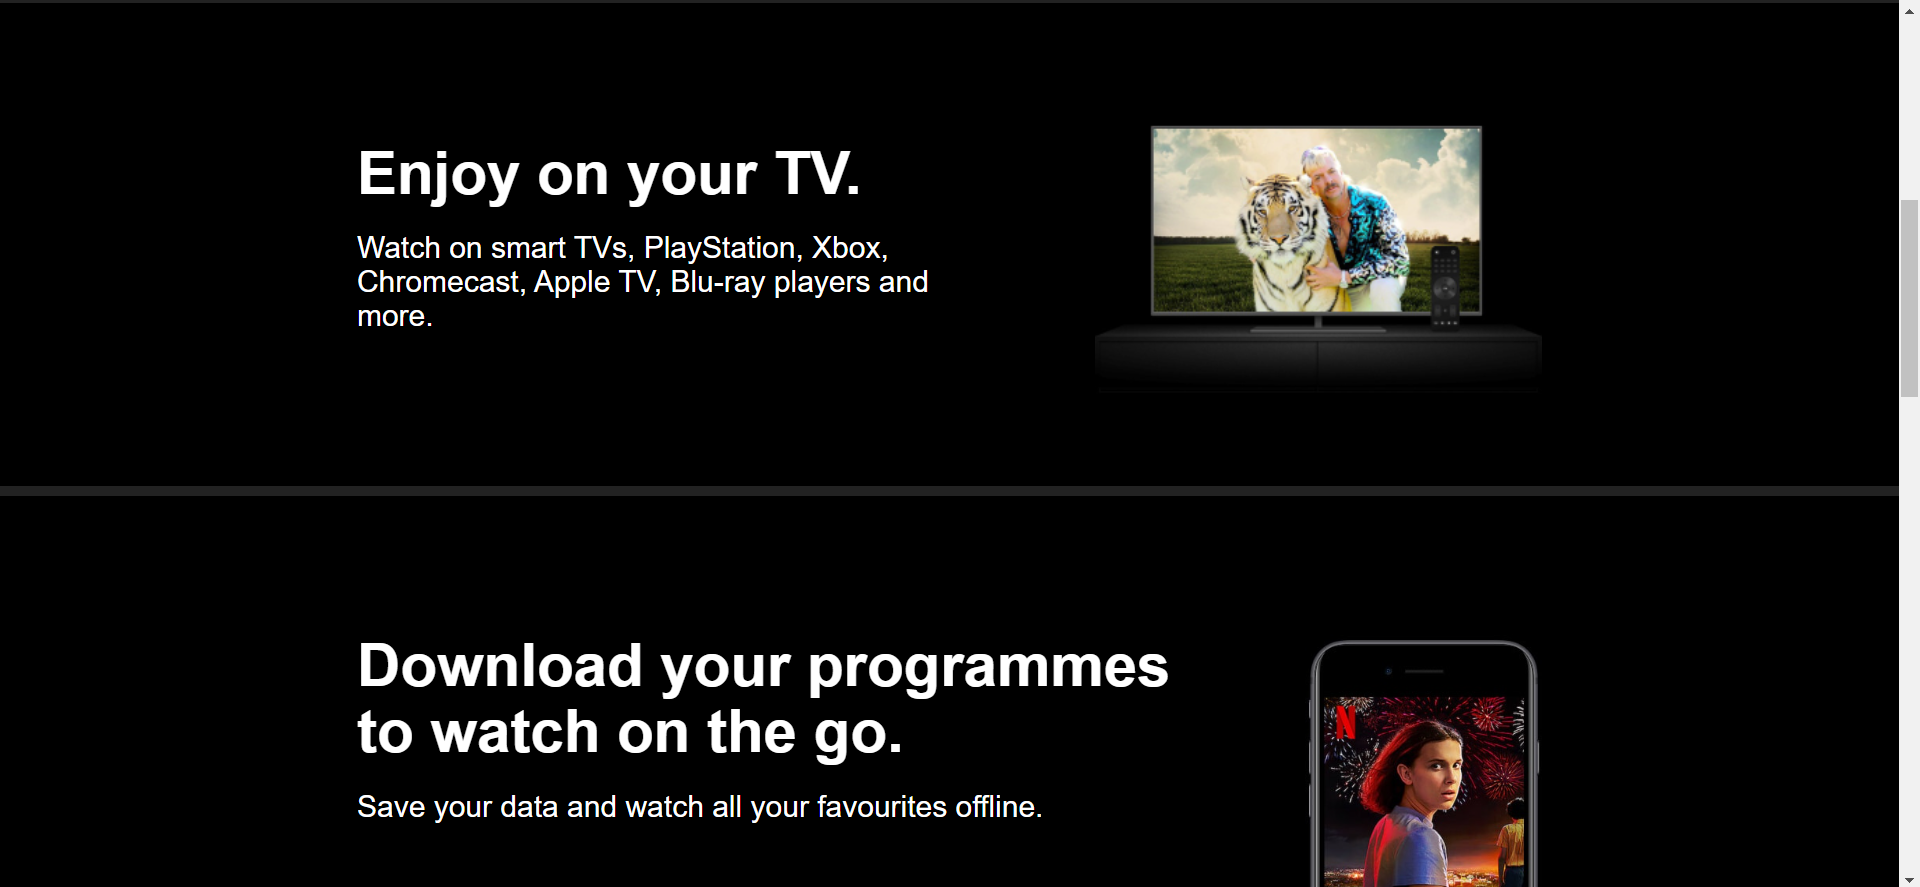 Enjoy on your TV.
Watch on smart TVs, PlayStation, Xbox,
Chromecast, Apple TV, Blu-ray players and
more.
Download your programmes
to watch on the go.
N
Save your data and watch all your favourites offline.